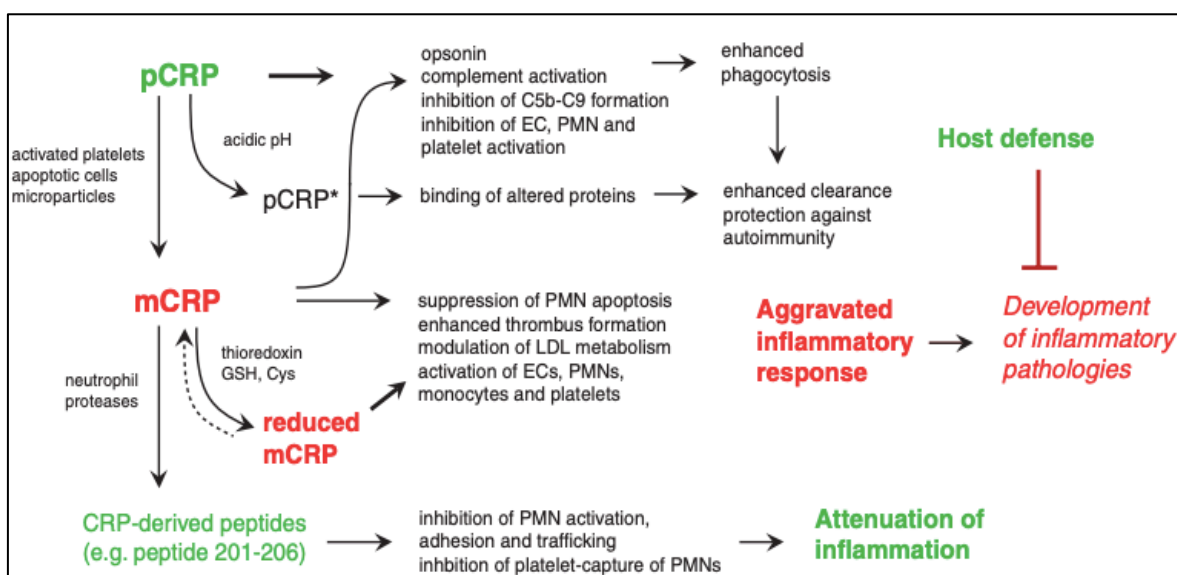 pCRP
opsonin
complement activation
inhibition of C5b-C9 formation
inhibition of EC, PMN and
platelet activation
enhanced
phagocytosis
activated platelets
apoptotic cells
microparticles
acidic pH
Host defense
pCRP*
binding of altered proteins
enhanced clearance
protection against
autoimmunity
mCRP
suppression of PMN apoptosis
enhanced thrombus formation
modulation of LDL metabolism
activation of ECs, PMNs,
monocytes and platelets
Aggravated
inflammatory
response
Development
of inflammatory
pathologies
neutrophil
proteases
thioredoxin
GSH, Cys
reduced
mCRP
CRP-derived peptides
(e.g. peptide 201-206)
inhibition of PMN activation,
adhesion and trafficking
inhbition of platelet-capture of PMNs
Attenuation of
inflammation